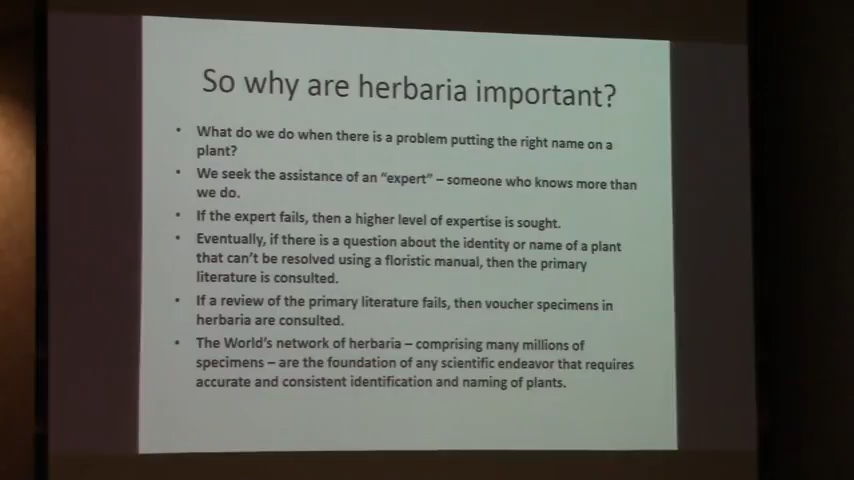 So why are herbaria important?
• What do we do when there is a problem putting the right name on a
plant?
• We seek the assistance of an “expert” – someone who knows more than
we do.
• If the expert fails, then a higher level of expertise is sought.
• Eventually, if there is a question about the identity or name of a plant
that can’t be resolved using a floristic manual, then the primary
literature is consulted.
• If a review of the primary literature fails, then voucher specimens in
herbaria are consulted.
• The World’s network of herbaria – comprising many millions of
specimens – are the foundation of any scientific endeavor that requires
accurate and consistent identification and naming of plants.